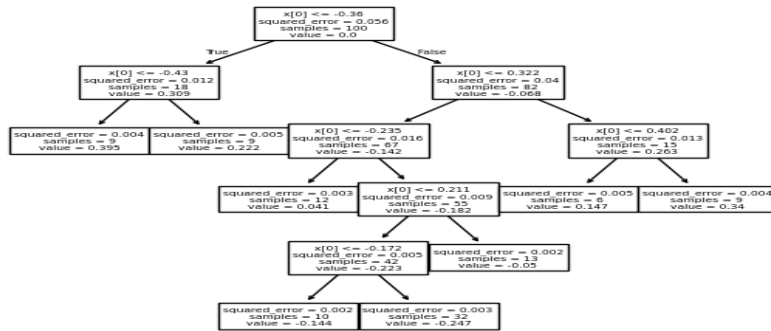 x[0] <= -0.36
squared_error = 0.056
samples = 100
value = 0.0
True
False
x[0] <= -0.43
squared_error = 0.012
samples = 18
value = 0.309
x[0] <= 0.322
squared_error = 0.04
samples = 82
value = -0.068
squared_error = 0.004
samples = 9
value = 0.395
squared_error = 0.005
samples = 9
value = 0.222
x[0] <= -0.235
squared_error = 0.016
samples = 67
value = -0.142
x[0] <= 0.402
squared_error = 0.013
samples = 15
value = 0.263
squared_error = 0.003
samples = 12
value = 0.041
x[0] <= 0.211
squared_error = 0.009
samples = 55
value = -0.182
squared_error = 0.005
samples = 6
value = 0.147
squared_error = 0.004
samples = 9
value = 0.34
x[0] <= -0.172
squared_error = 0.005
samples = 42
value = -0.223
squared_error = 0.002
samples = 13
value = -0.05
squared_error = 0.002
samples = 10
value = -0.144
squared_error = 0.003
samples = 32
value = -0.247